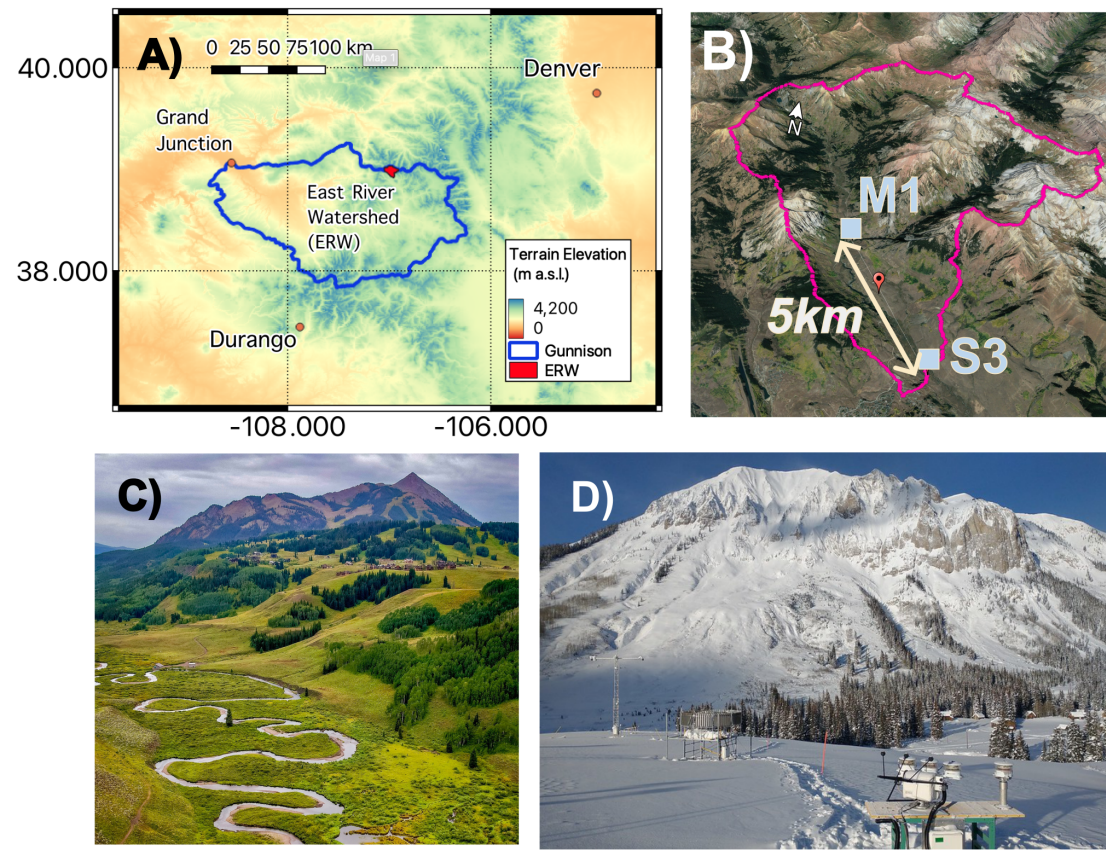 A)
0 25 50 75100 km
Map 1
40.000
Denver
Grand
Junction
East River
Watershed
(ERW)
38.000
Terrain Elevation
(m a.s.l.)
4,200
0
Gunnison
ERW
Durango
-108.000
-106.000
B)
N
M1
5km
S3
C)
D)